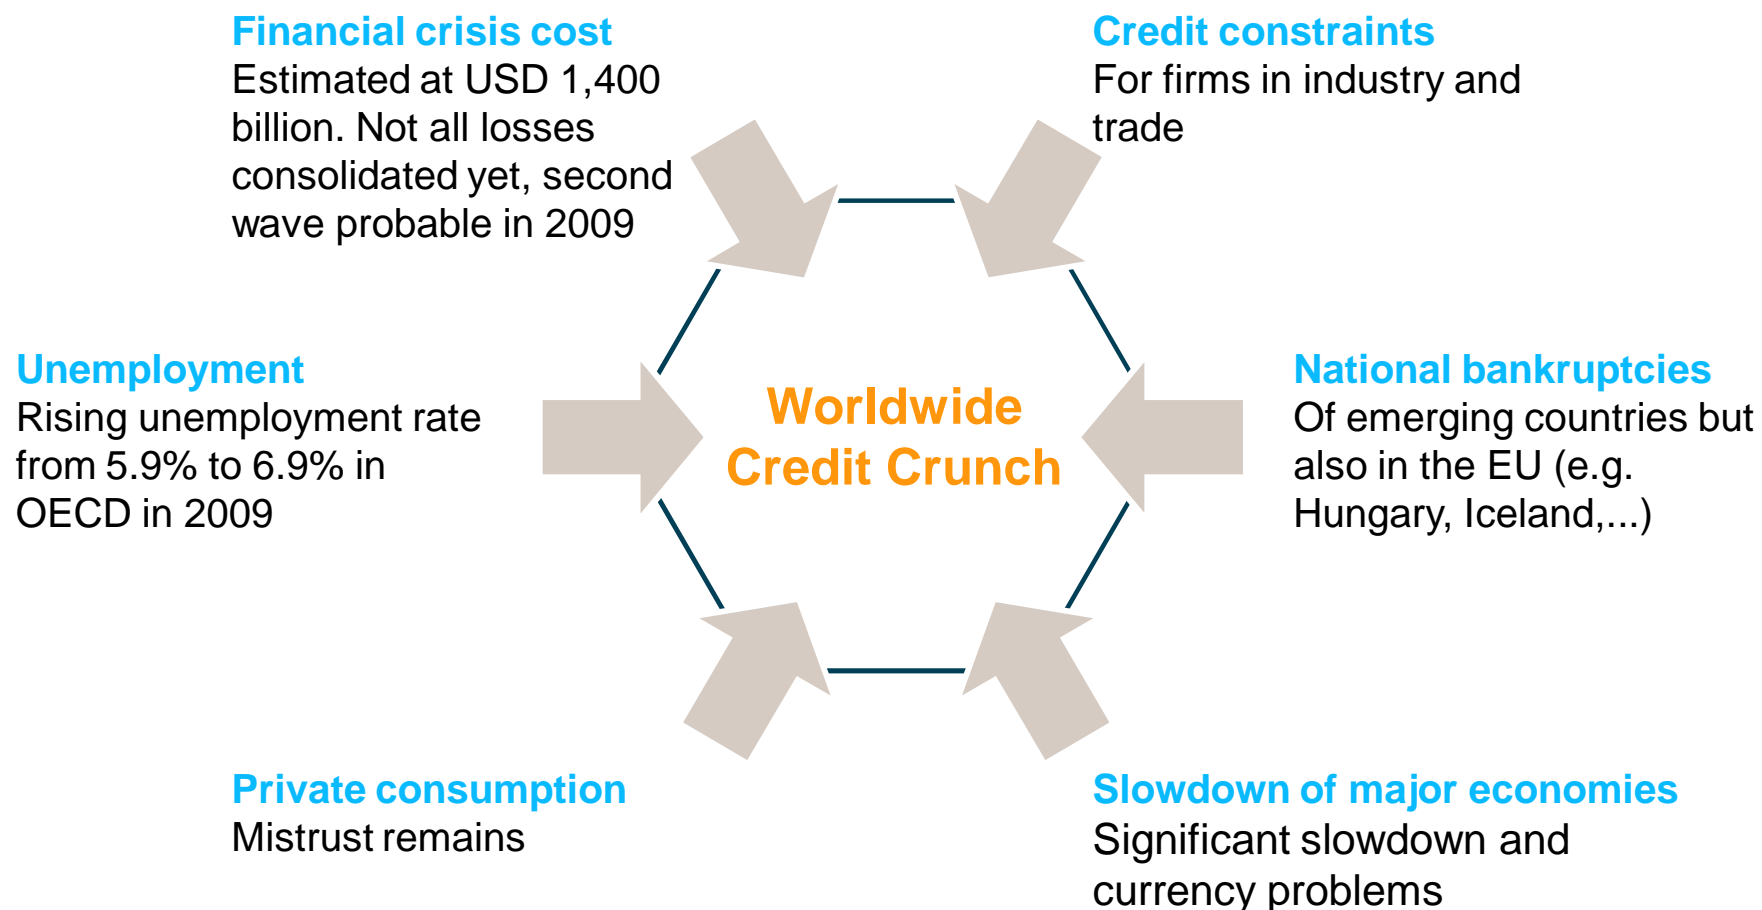 Financial crisis cost
Estimated at USD 1,400
billion. Not all losses
consolidated yet, second
wave probable in 2009
Credit constraints
For firms in industry and
trade
Unemployment
Rising unemployment rate
from 5.9% to 6.9% in
OECD in 2009
Worldwide
Credit Crunch
National bankruptcies
Of emerging countries but
also in the EU (e.g.
Hungary, Iceland,...)
Private consumption
Mistrust remains
Slowdown of major economies
Significant slowdown and
currency problems